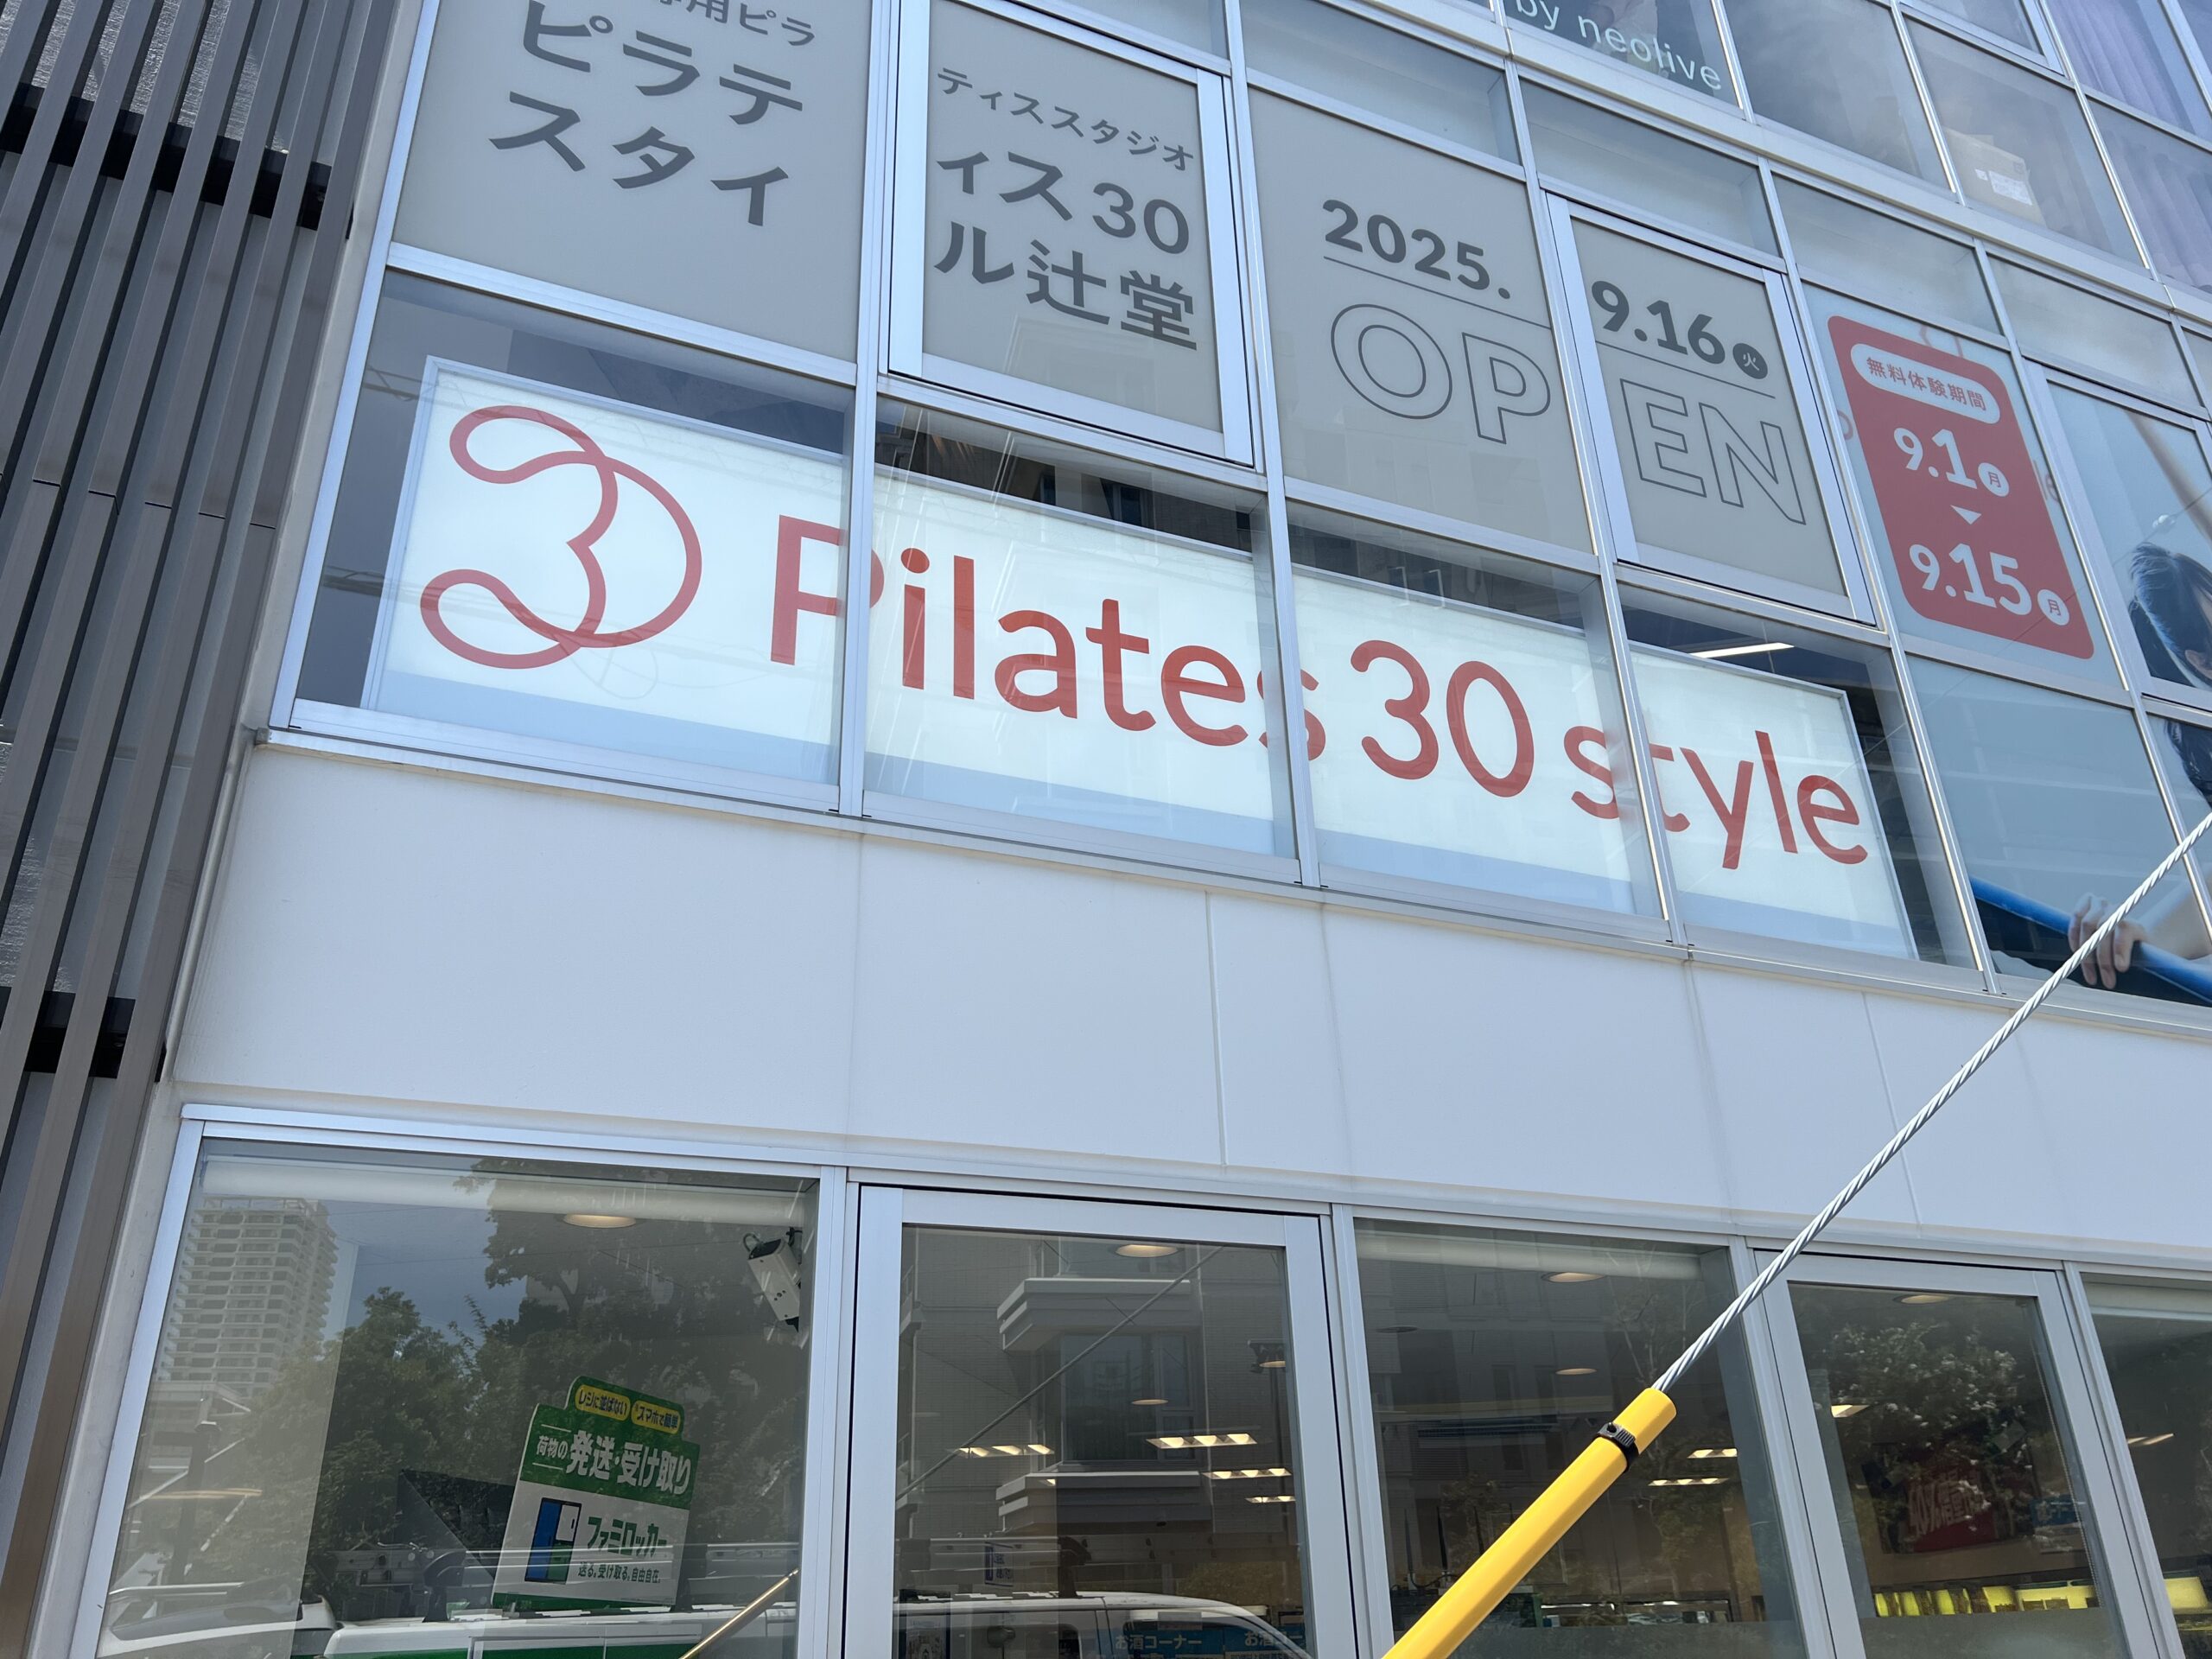 by neolive
専用ピラティススタジオ
ピラティス30
スタイル辻堂
2025. 9.16 火
OPEN
無料体験期間
9.1 月
9.15 月
Pilates 30 style
レジに並ばない
スマホで簡単
荷物の発送・受け取り
ファミロッカー
送る。受け取る。自由自在。
お酒コーナー